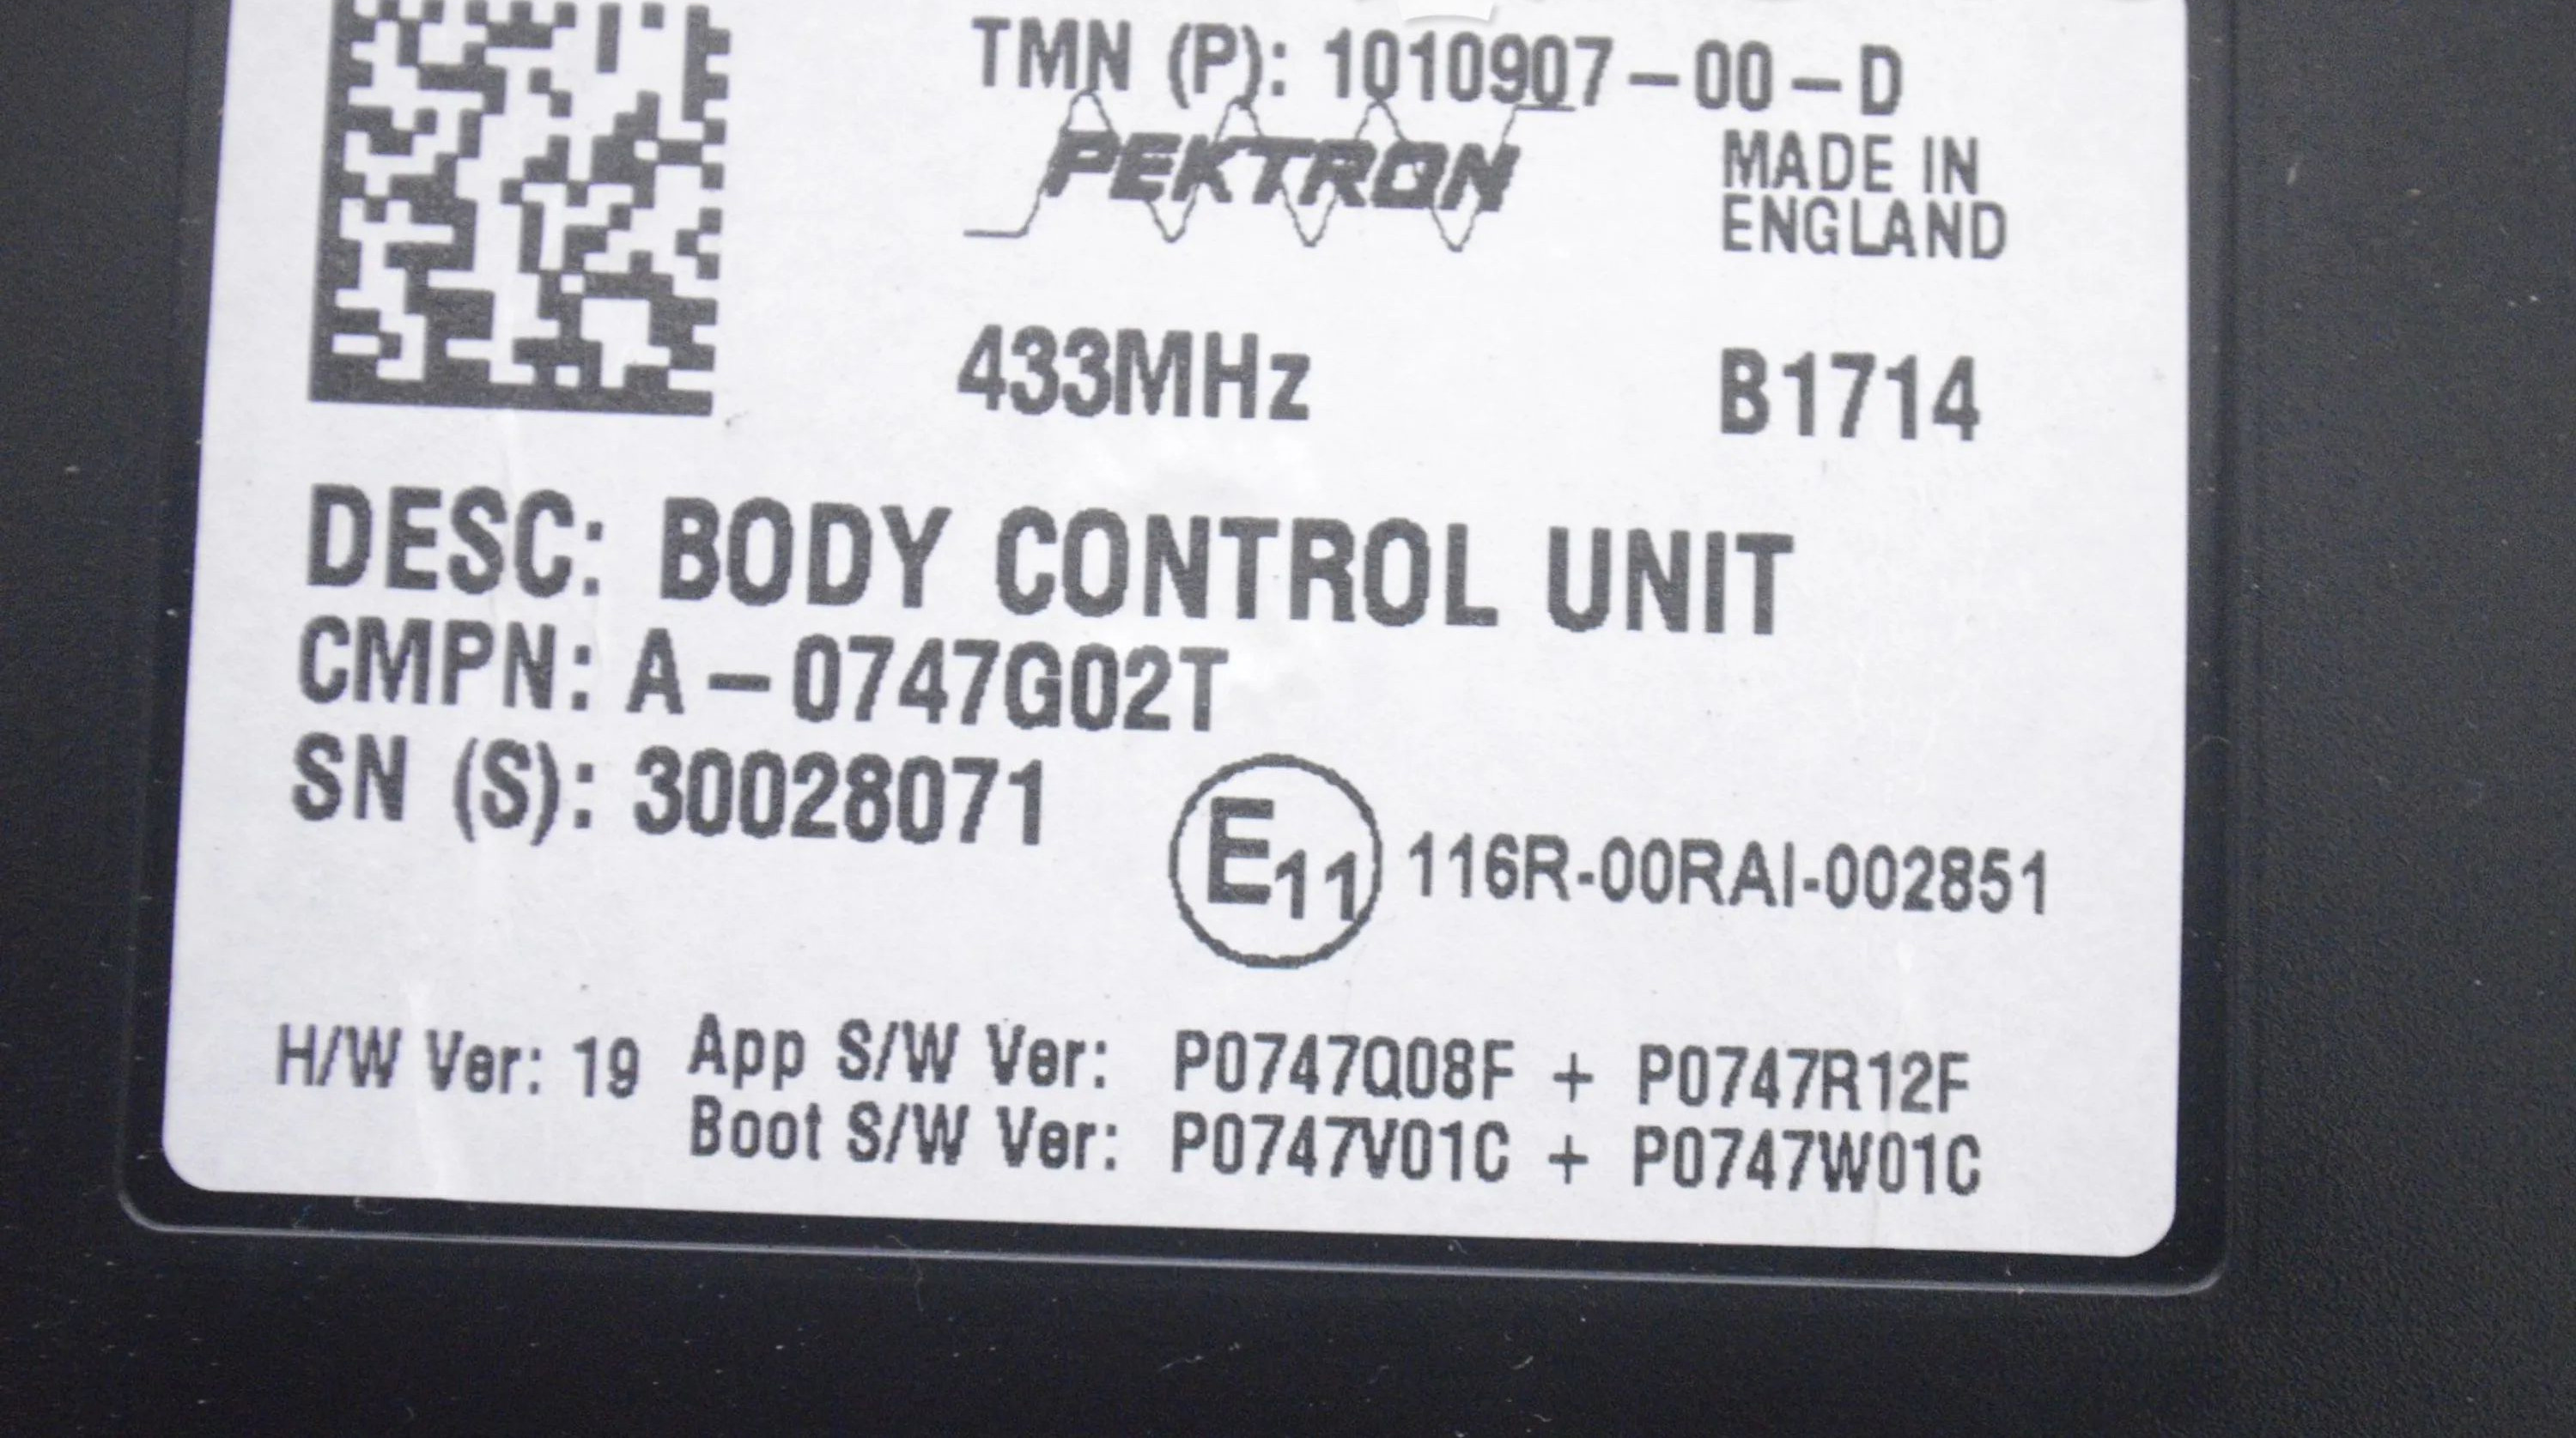 TMN (P): 1010907-00-D
PEKTRON
MADE IN
ENGLAND
433MHz
B1714
DESC: BODY CONTROL UNIT
CMPN: A-0747G02T
SN (S): 30028071
E11 116R-00RAI-002851
H/W Ver: 19 App S/W Ver: P0747Q08F + P0747R12F
Boot S/W Ver: P0747V01C + P0747W01C